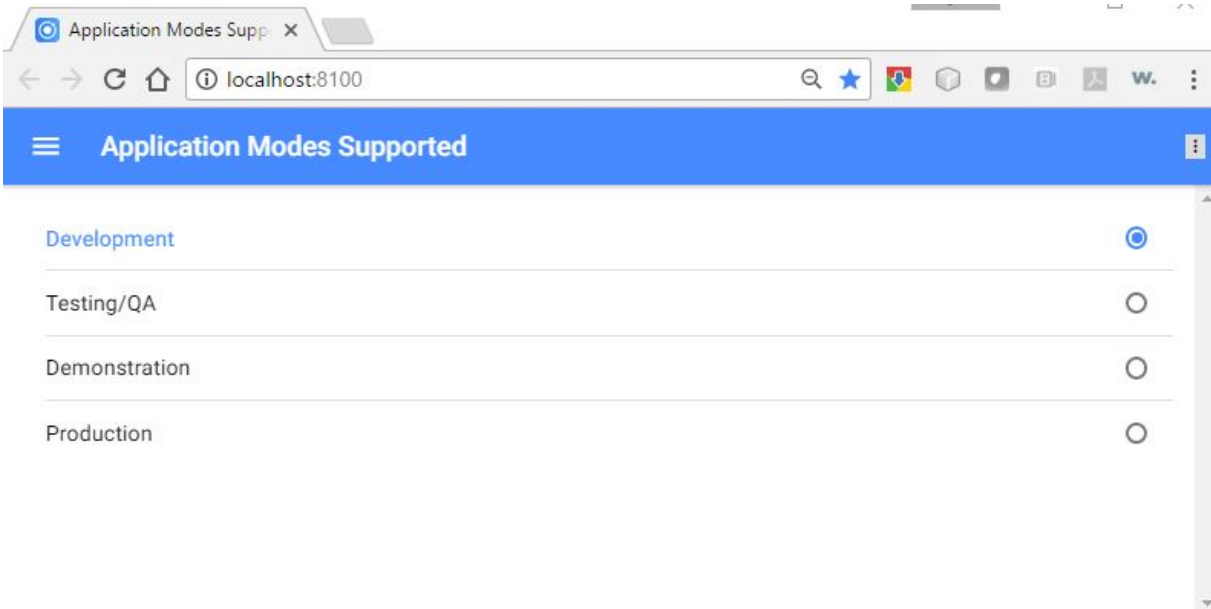 Application Modes Supp
localhost:8100
W.
Application Modes Supported
Development
Testing/QA
Demonstration
Production